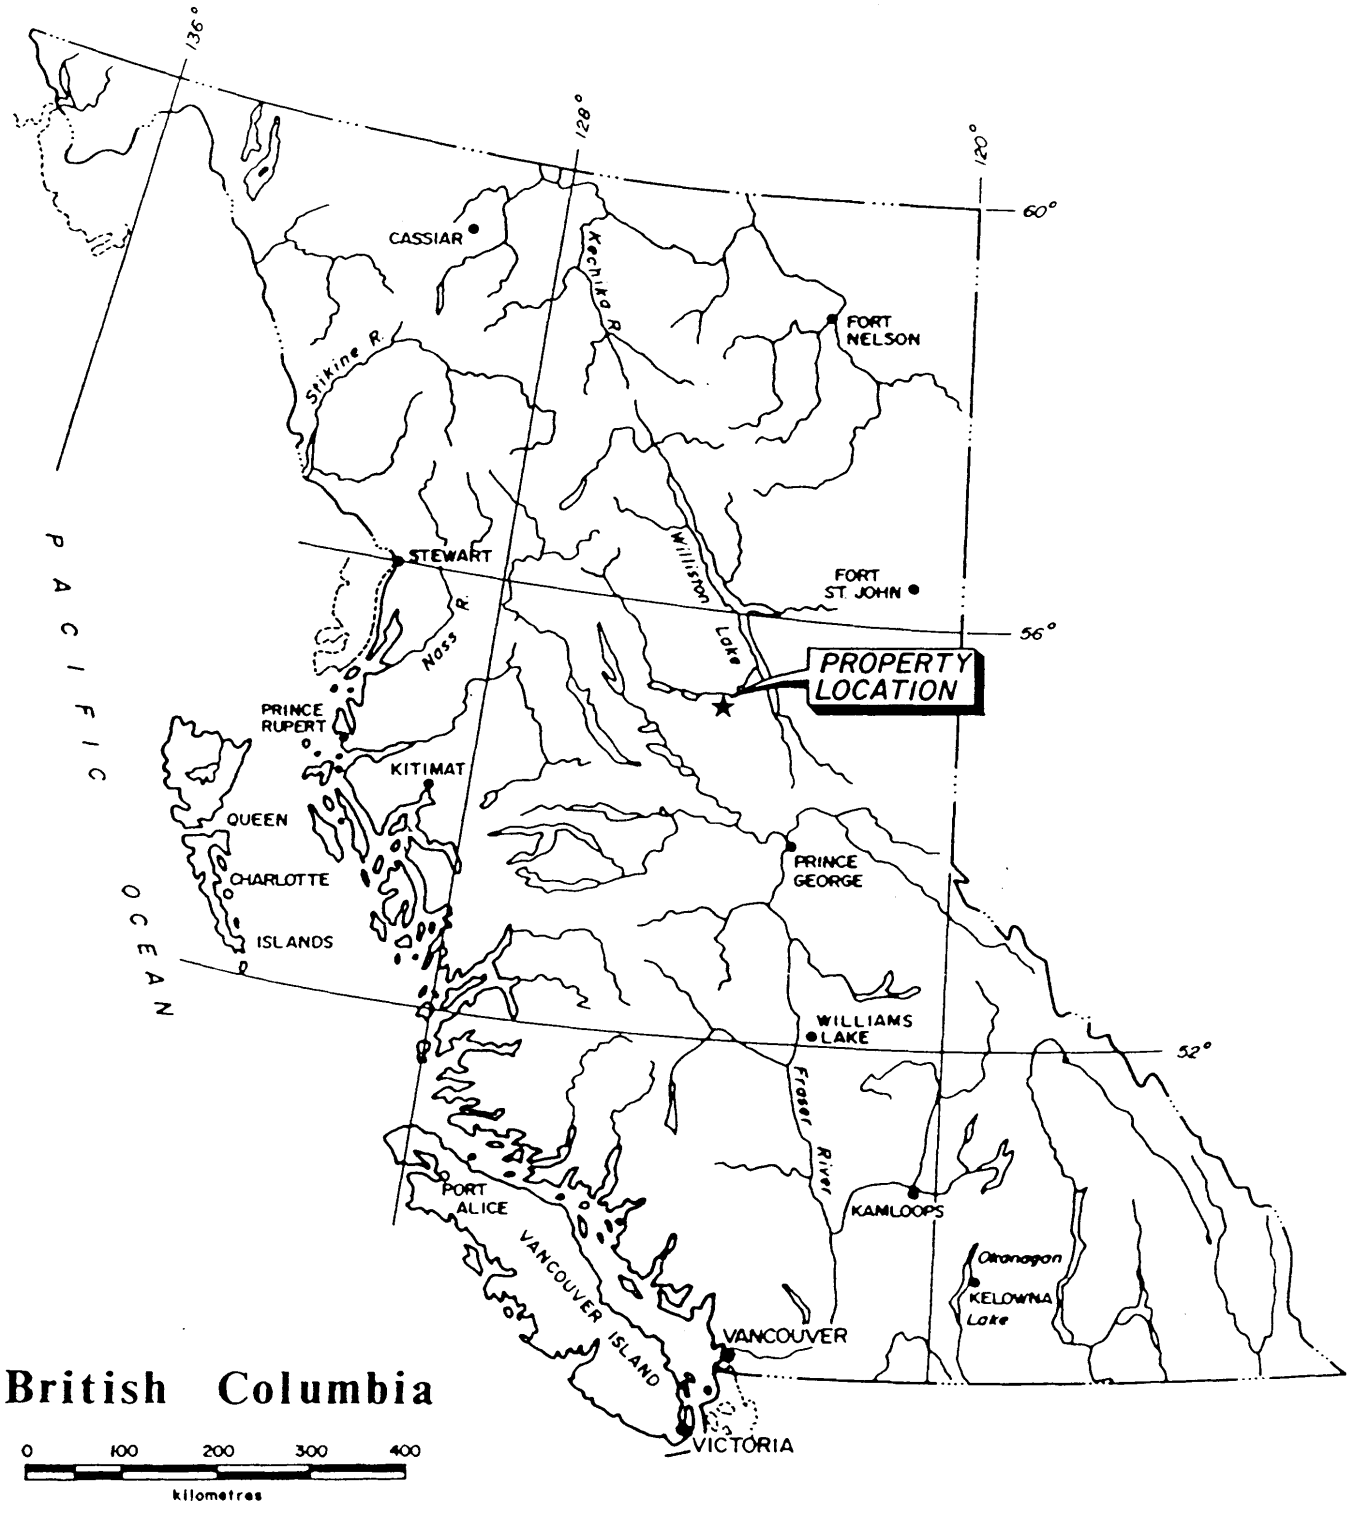 136°
128°
120°
60°
CASSIAR
Kechika R.
FORT
NELSON
Stikine R.
STEWART
Williston
Lake
FORT
ST. JOHN
56°
Nass R.
PROPERTY
LOCATION
PACIFIC
OCEAN
PRINCE
RUPERT
KITIMAT
QUEEN
CHARLOTTE
ISLANDS
PRINCE
GEORGE
WILLIAMS
LAKE
52°
Fraser River
PORT
ALICE
KAMLOOPS
VANCOUVER ISLAND
Okanagan
KELOWNA
Lake
VANCOUVER
VICTORIA
British Columbia
0 100 200 300 400
kilometres